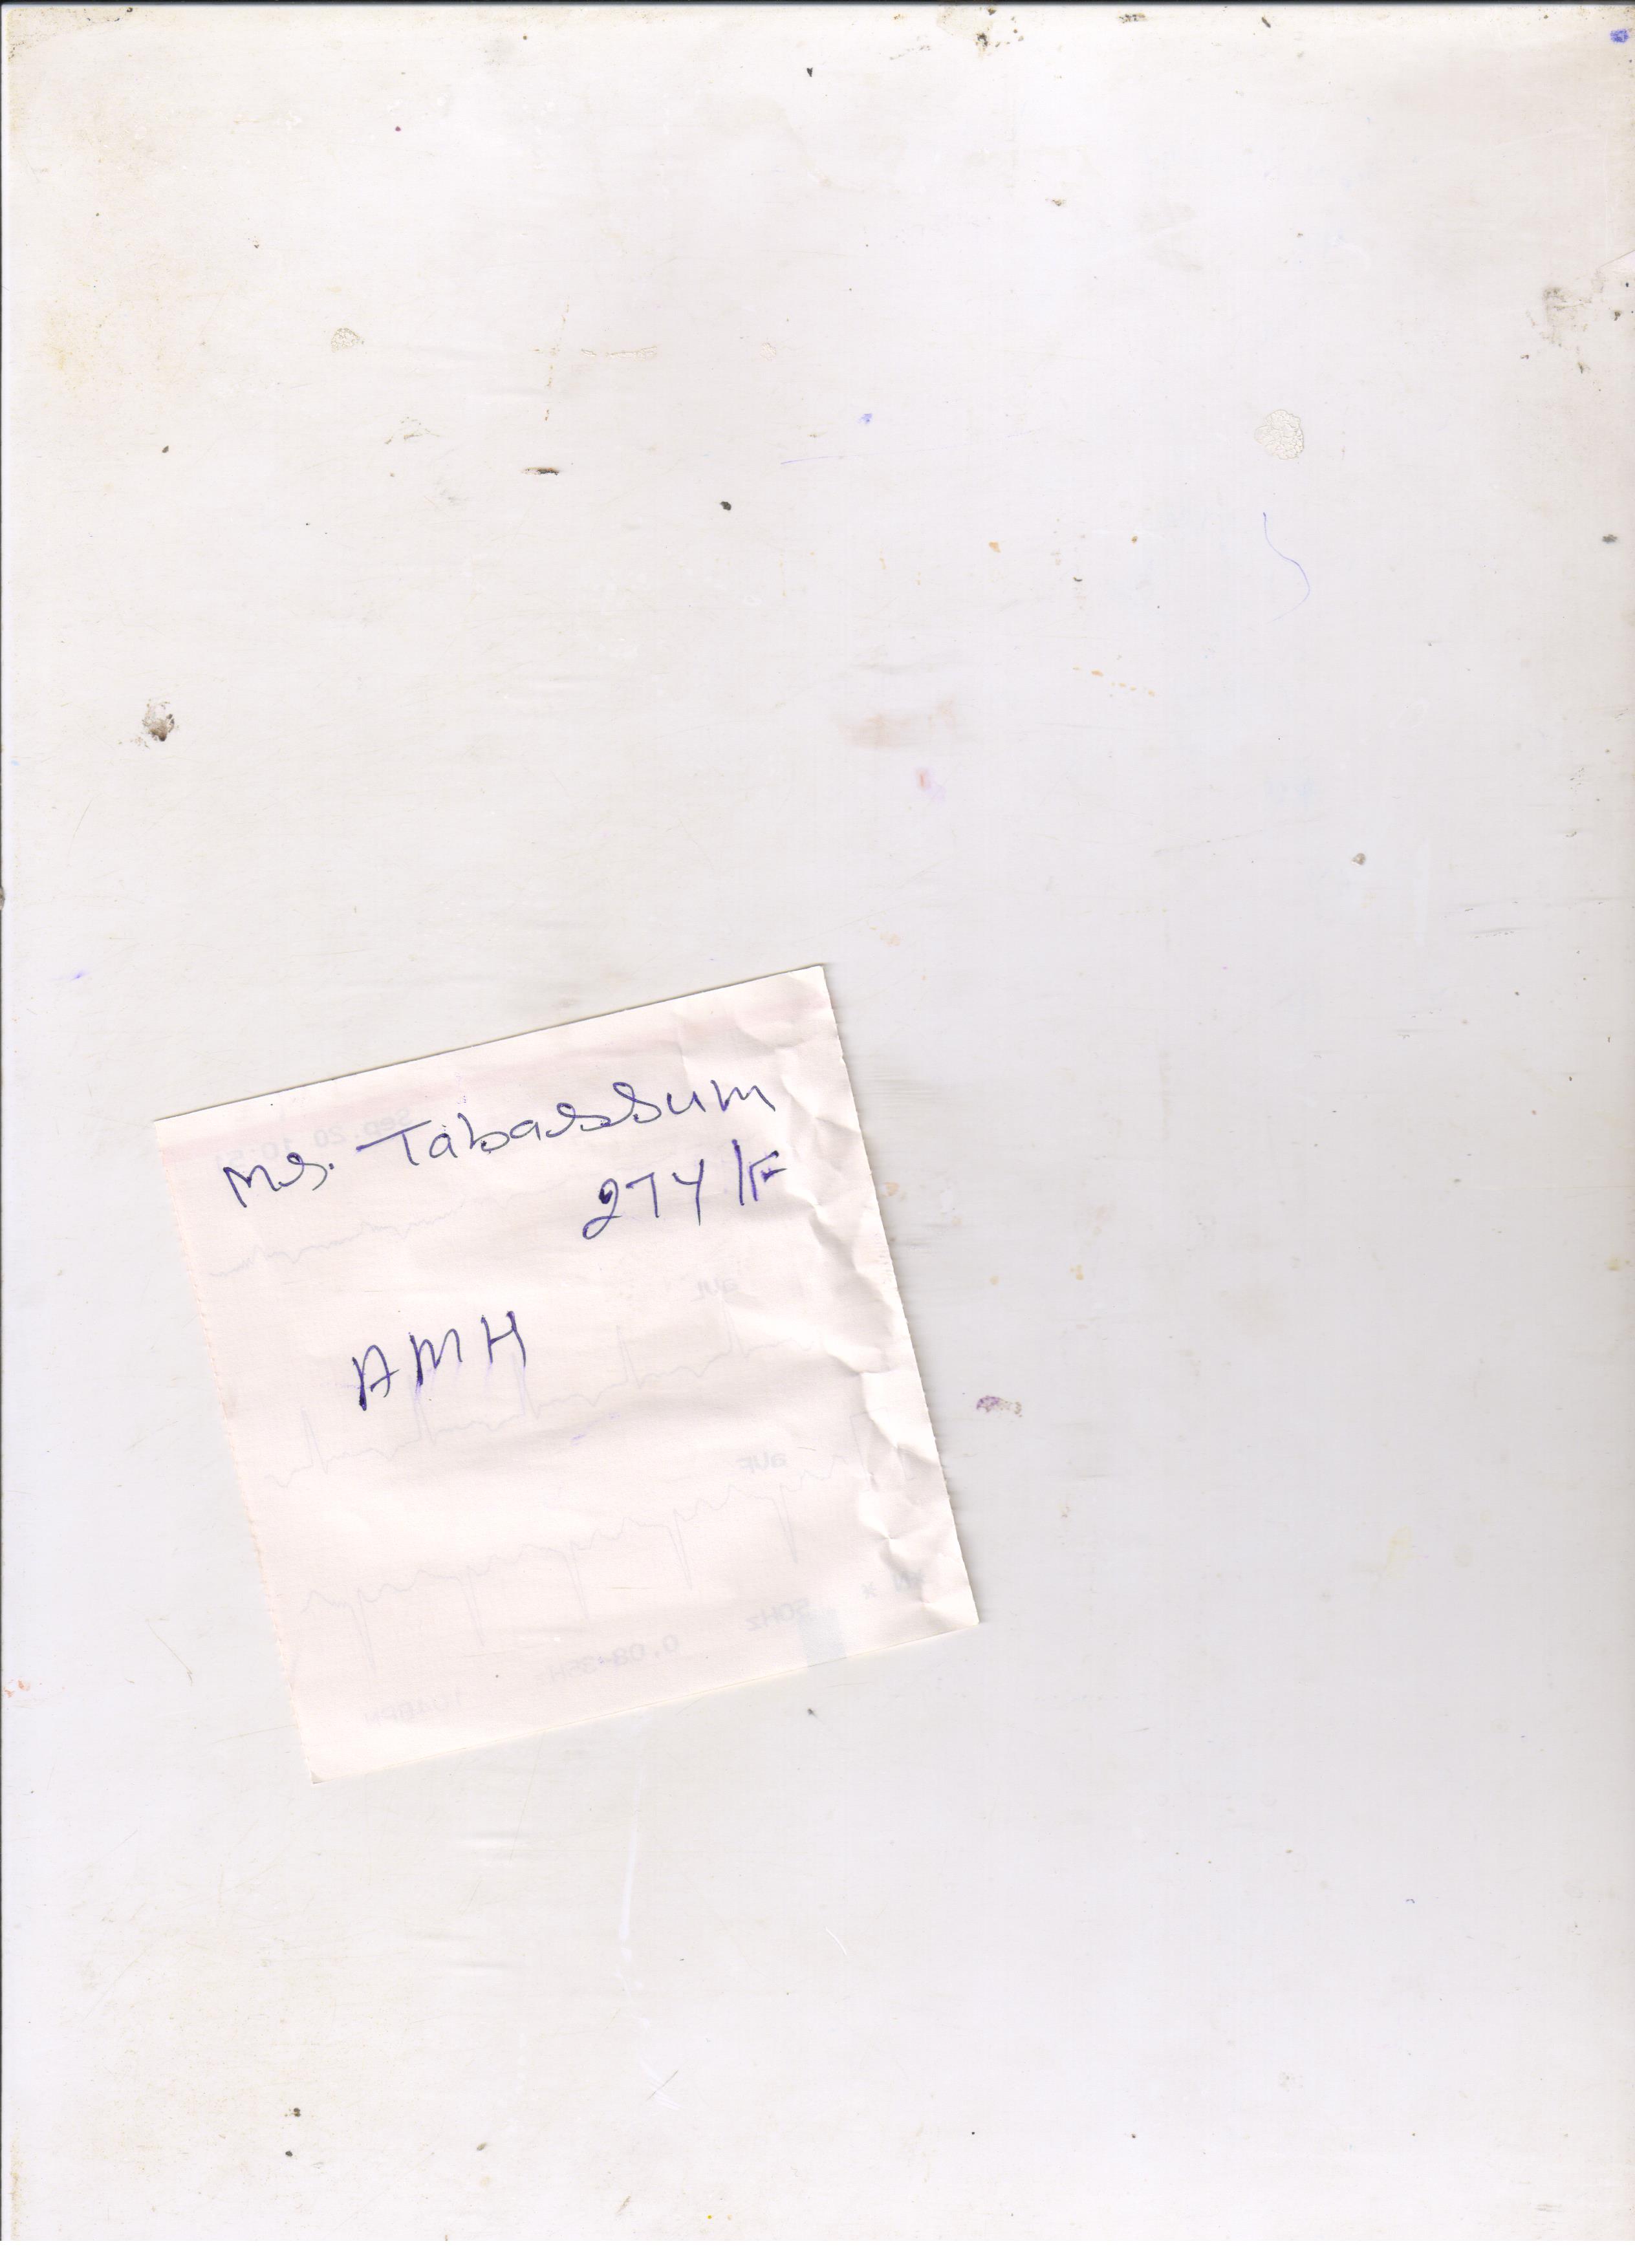 Ms. Tabassum
27Y/F
AMH